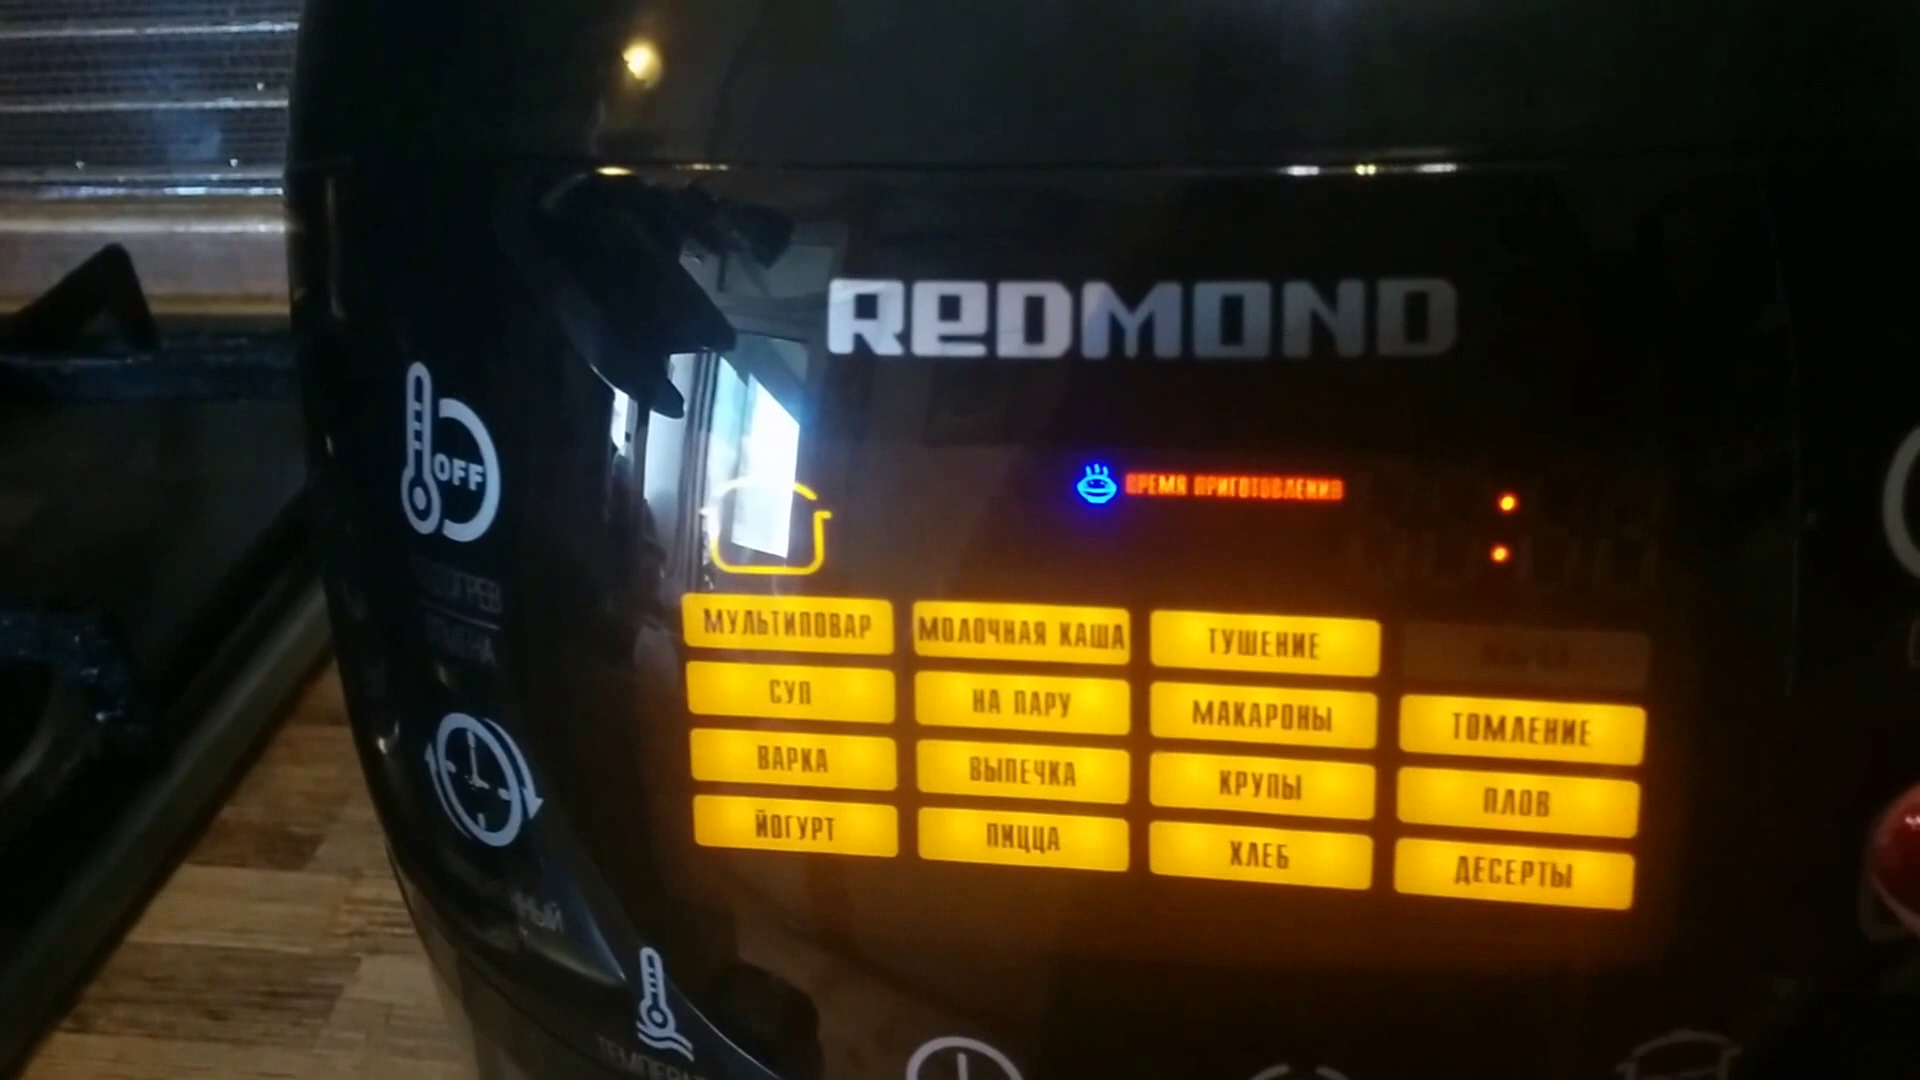 REDMOND
OFF
ВРЕМЯ ПРИГОТОВЛЕНИЯ
МУЛЬТИПОВАР МОЛОЧНАЯ КАША ТУШЕНИЕ
СУП НА ПАРУ МАКАРОНЫ ТОМЛЕНИЕ
ВАРКА ВЫПЕЧКА КРУПЫ ПЛОВ
ЙОГУРТ ПИЦЦА ХЛЕБ ДЕСЕРТЫ